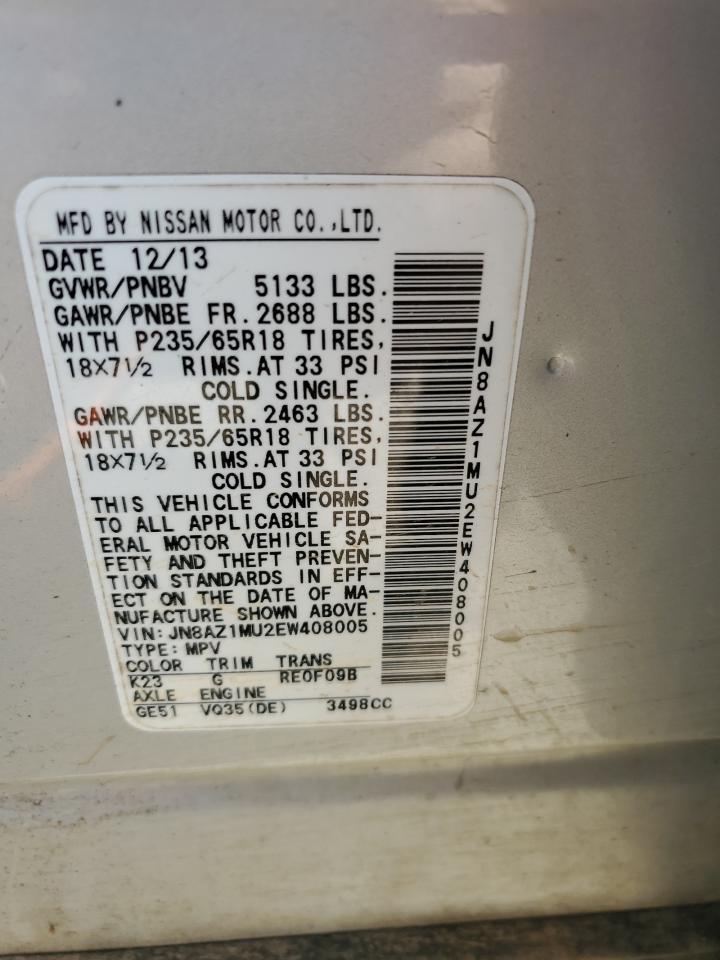 MFD BY NISSAN MOTOR CO.,LTD.
DATE 12/13
GVWR/PNBV 5133 LBS.
GAWR/PNBE FR. 2688 LBS.
WITH P235/65R18 TIRES,
18X7½ RIMS. AT 33 PSI
COLD SINGLE.
GAWR/PNBE RR. 2463 LBS.
WITH P235/65R18 TIRES,
18X7½ RIMS. AT 33 PSI
COLD SINGLE.
THIS VEHICLE CONFORMS
TO ALL APPLICABLE FED-
ERAL MOTOR VEHICLE SA-
FETY AND THEFT PREVEN-
TION STANDARDS IN EFF-
ECT ON THE DATE OF MA-
NUFACTURE SHOWN ABOVE.
VIN:JN8AZ1MU2EW408005
TYPE:MPV
COLOR TRIM TRANS
K23 G RE0F09B
AXLE ENGINE
GE51 VQ35(DE) 3498CC
JN8AZ1MU2EW408005